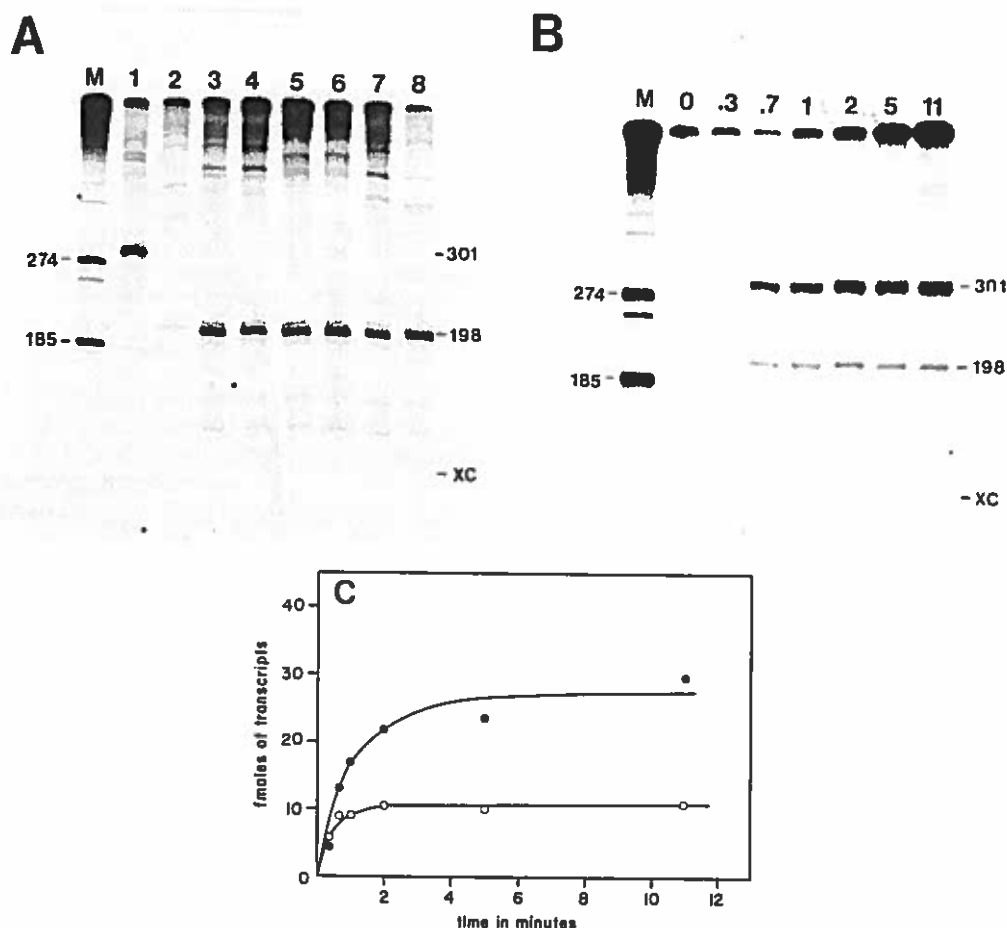 A
M 1 2 3 4 5 6 7 8
274-
185-
-301
-198
- XC
B
M 0 .3 .7 1 2 5 11
274-
185-
- 301
- 198
- XC
C
40
30
20
10
0
fmoles of transcripts
2 4 6 8 10 12
time in minutes